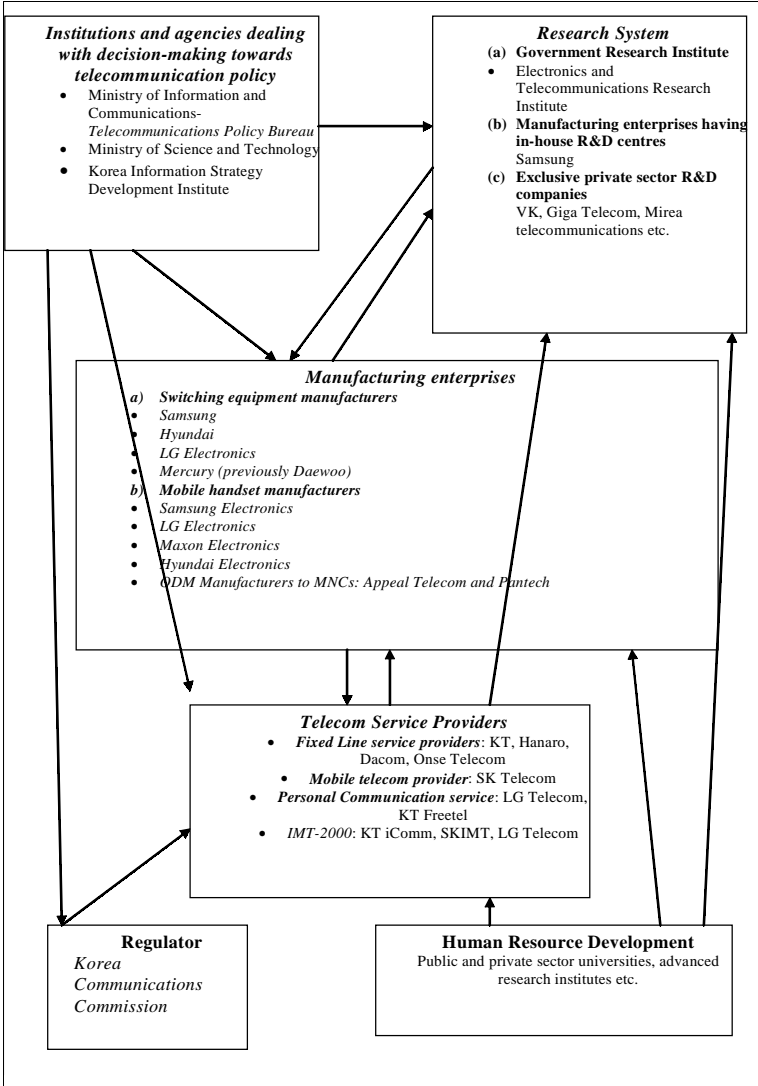 Institutions and agencies dealing
with decision-making towards
telecommunication policy
• Ministry of Information and
Communications-
Telecommunications Policy Bureau
• Ministry of Science and Technology
• Korea Information Strategy
Development Institute
Research System
(a) Government Research Institute
• Electronics and
Telecommunications Research
Institute
(b) Manufacturing enterprises having
in-house R&D centres
Samsung
(c) Exclusive private sector R&D
companies
VK, Giga Telecom, Mirea
telecommunications etc.
Manufacturing enterprises
a) Switching equipment manufacturers
• Samsung
• Hyundai
• LG Electronics
• Mercury (previously Daewoo)
b) Mobile handset manufacturers
• Samsung Electronics
• LG Electronics
• Maxon Electronics
• Hyundai Electronics
• ODM Manufacturers to MNCs: Appeal Telecom and Pantech
Telecom Service Providers
• Fixed Line service providers: KT, Hanaro,
Dacom, Onse Telecom
• Mobile telecom provider: SK Telecom
• Personal Communication service: LG Telecom,
KT Freetel
• IMT-2000: KT iComm, SKIMT, LG Telecom
Regulator
Korea
Communications
Commission
Human Resource Development
Public and private sector universities, advanced
research institutes etc.